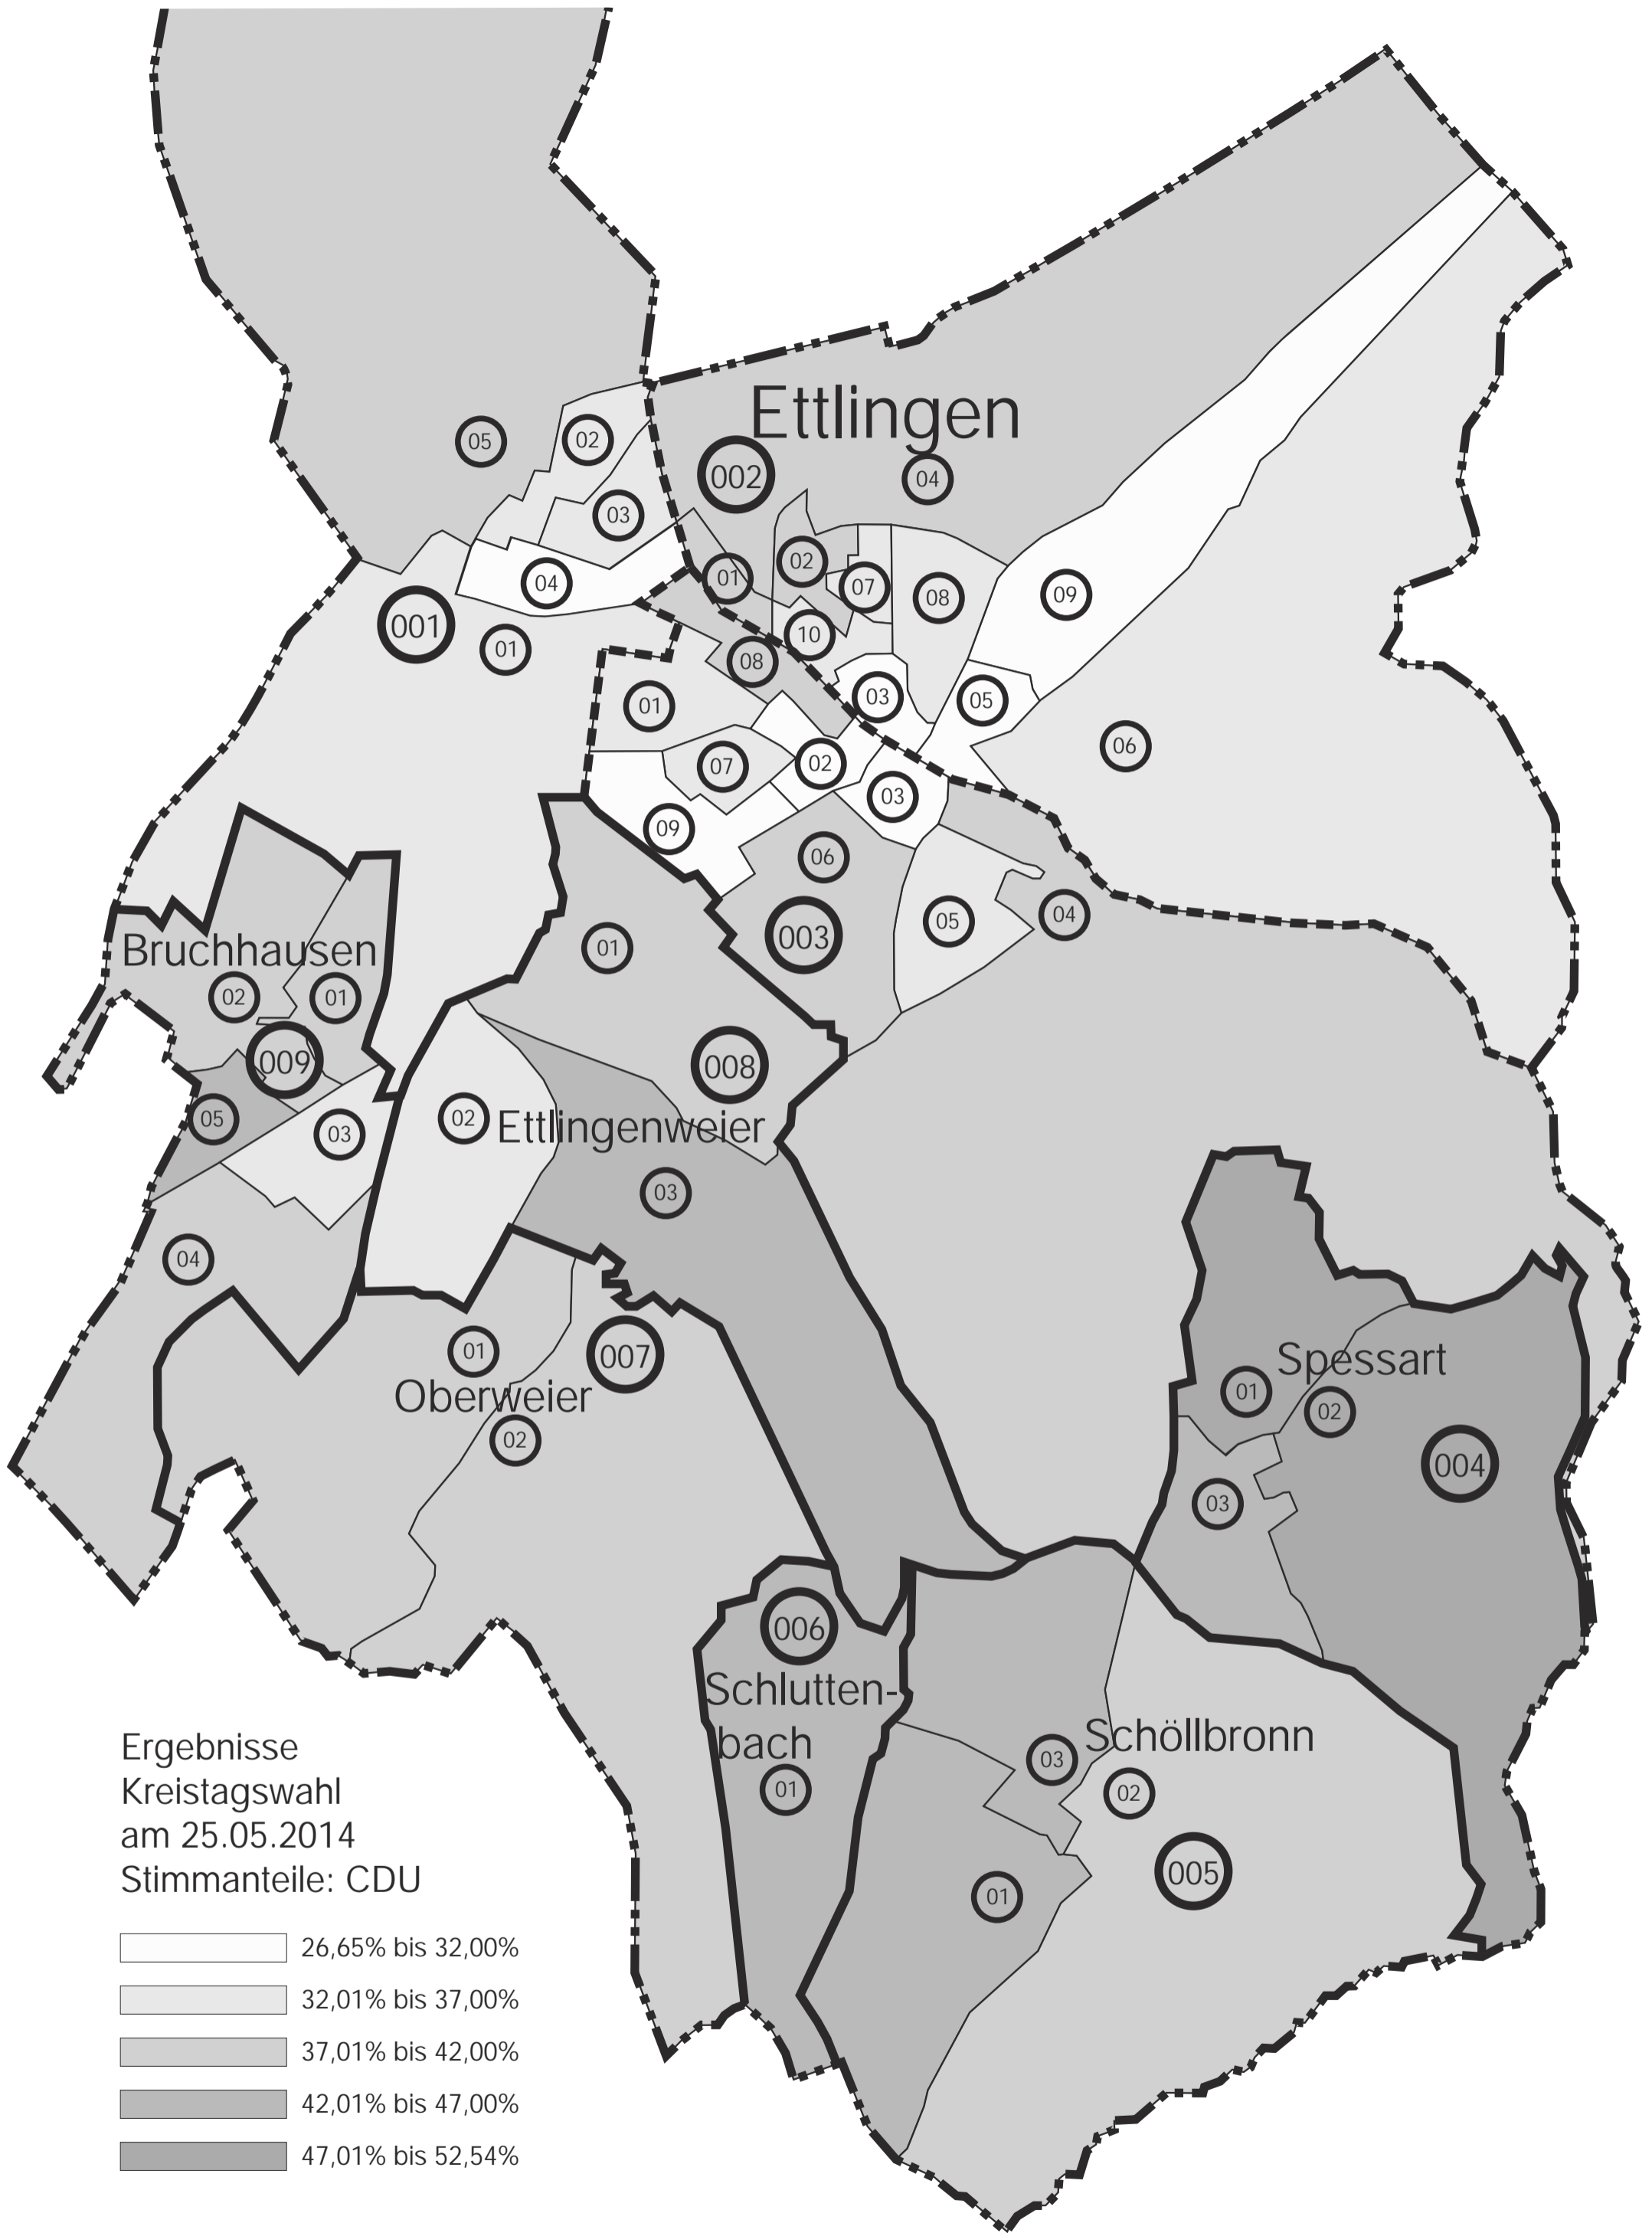 Ettlingen
05
02
002
04
03
02
01
07
04
08
09
001
10
01
08
03
05
01
06
02
07
03
09
06
003
05
04
01
Bruchhausen
02
01
009
008
05
02
Ettlingenweier
03
03
04
01
007
Spessart
01
Oberweier
02
02
004
03
006
Schlutten-
bach
01
Schöllbronn
03
02
005
01
Ergebnisse
Kreistagswahl
am 25.05.2014
Stimmanteile: CDU
26,65% bis 32,00%
32,01% bis 37,00%
37,01% bis 42,00%
42,01% bis 47,00%
47,01% bis 52,54%